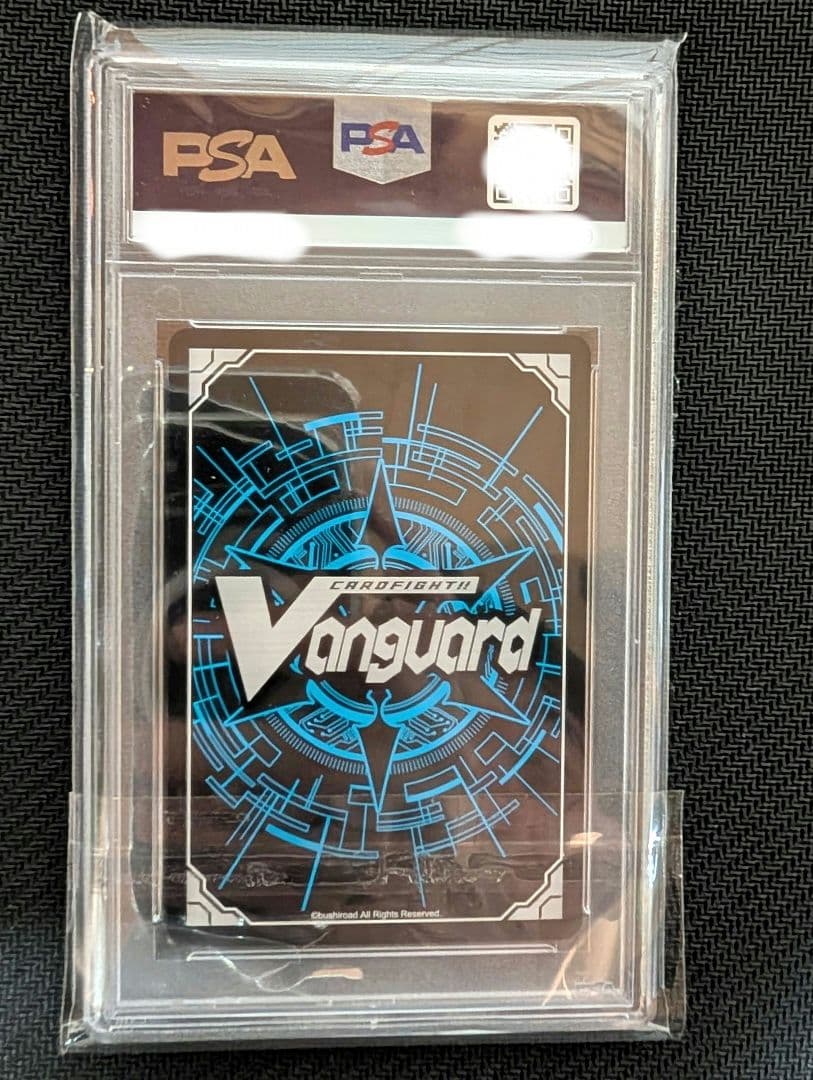 PSA
PSA
CARDFIGHT!!
Vanguard
©bushiroad All Rights Reserved.